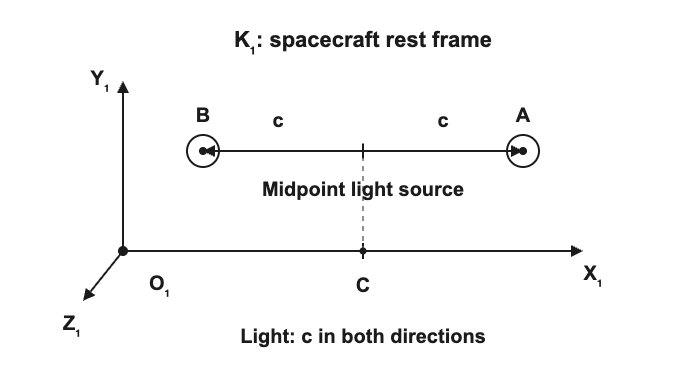 K₁: spacecraft rest frame
Y₁
B c c A
Midpoint light source
O₁ C X₁
Z₁
Light: c in both directions